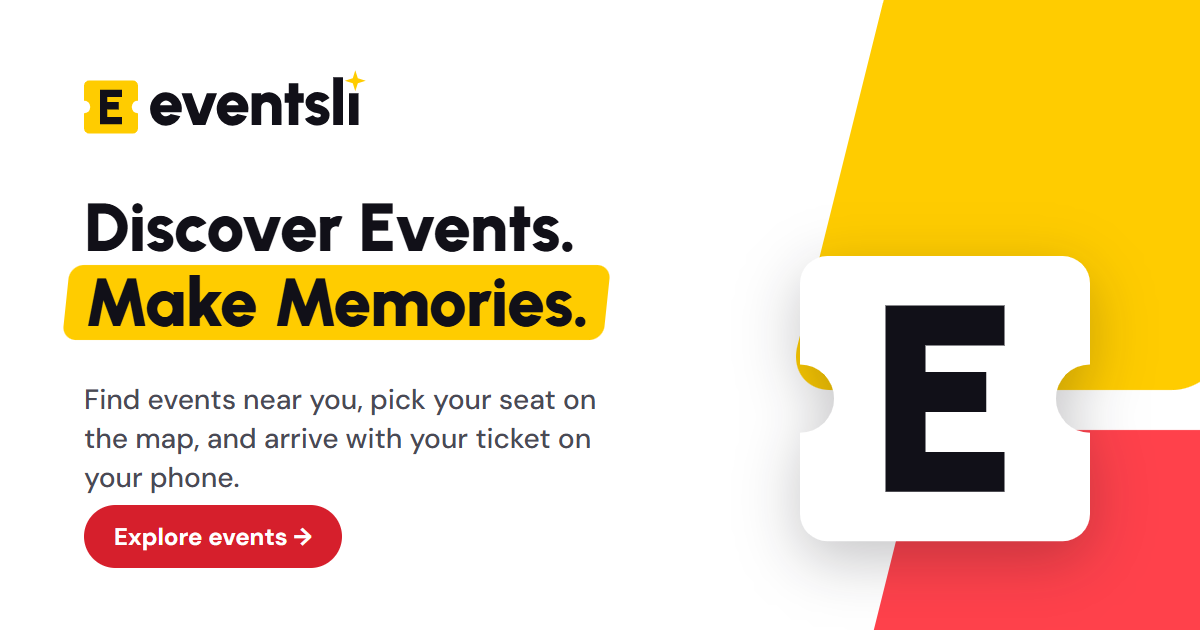 E eventsli
Discover Events.
Make Memories.
Find events near you, pick your seat on
the map, and arrive with your ticket on
your phone.
Explore events →
E